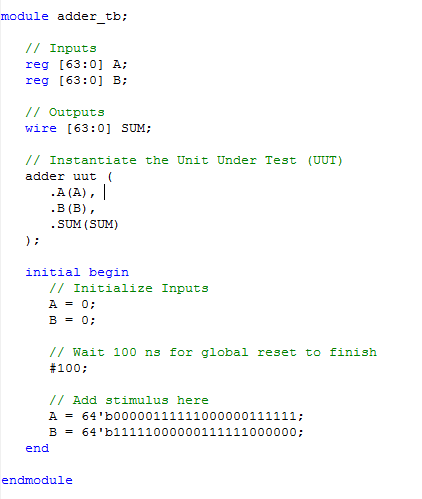 module adder_tb;
// Inputs
reg [63:0] A;
reg [63:0] B;
// Outputs
wire [63:0] SUM;
// Instantiate the Unit Under Test (UUT)
adder uut (
.A(A),
.B(B),
.SUM(SUM)
);
initial begin
// Initialize Inputs
A = 0;
B = 0;
// Wait 100 ns for global reset to finish
#100;
// Add stimulus here
A = 64'b00000111111000000111111;
B = 64'b11111000000111111000000;
end
endmodule